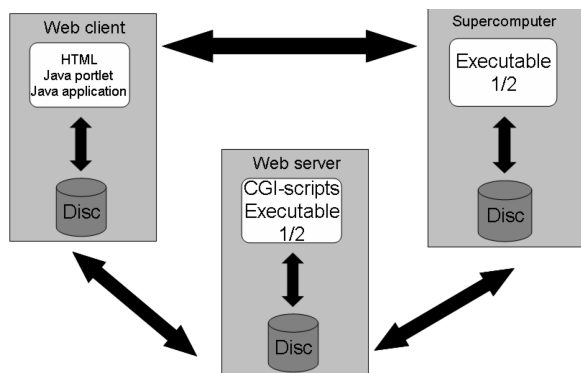 Web client
HTML
Java portlet
Java application
Disc
Supercomputer
Executable
1/2
Disc
Web server
CGI-scripts
Executable
1/2
Disc